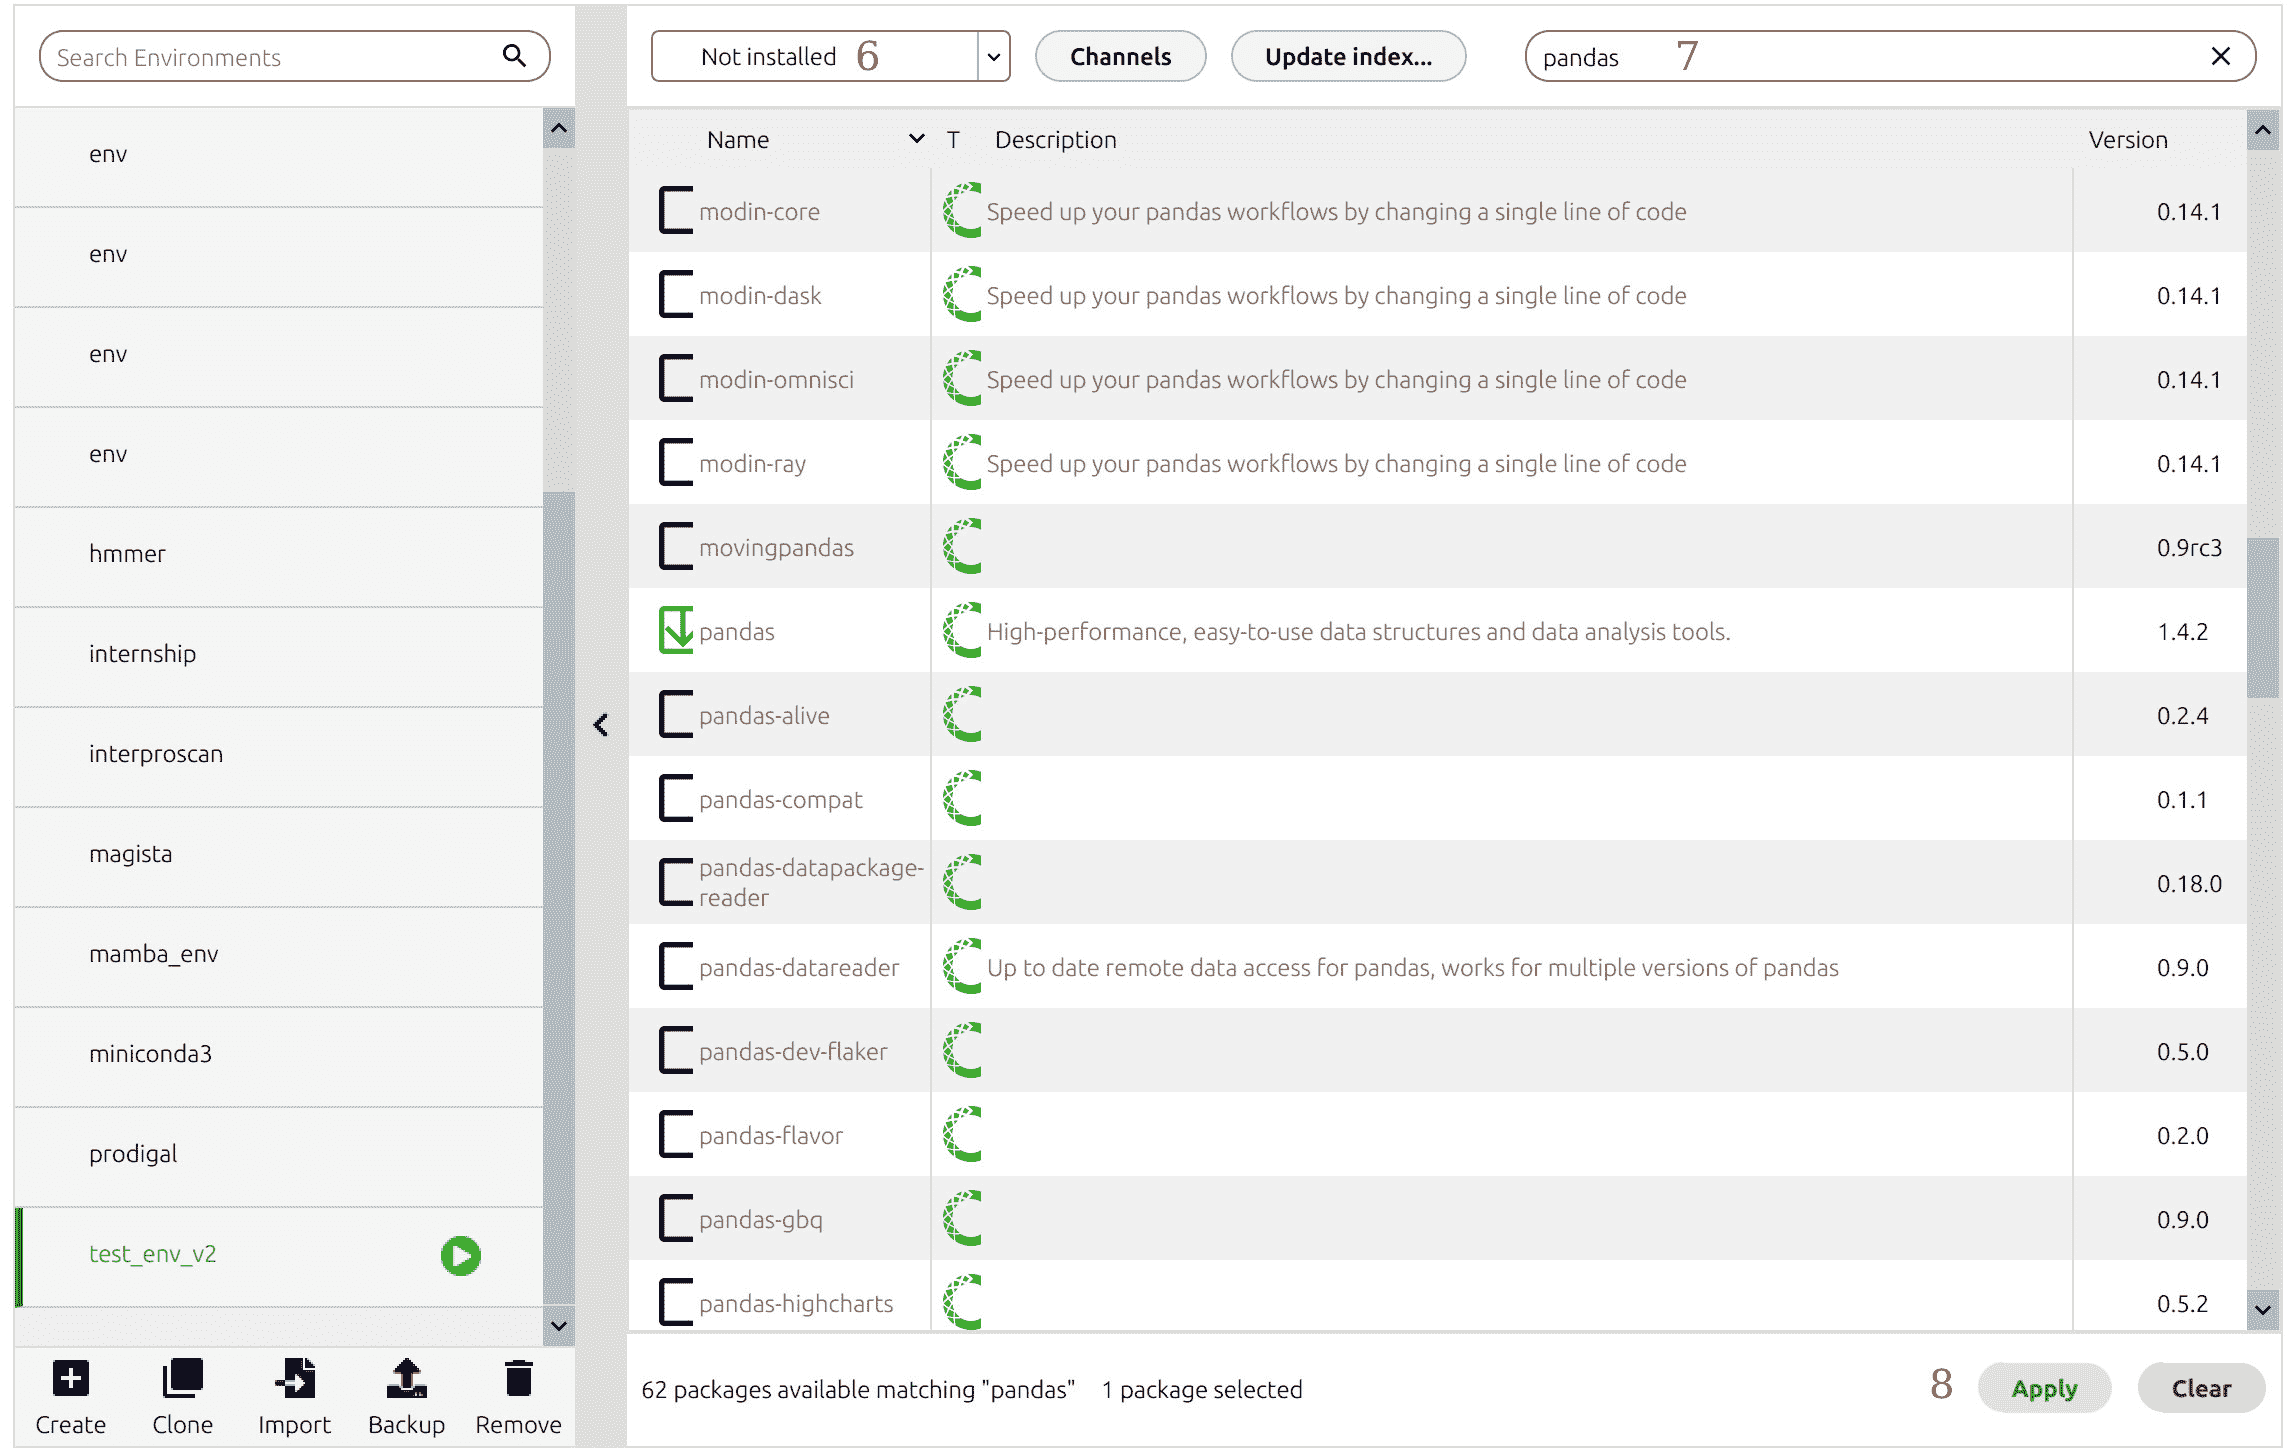 Search Environments
Not installed 6
Channels
Update index...
pandas 7
env
env
env
env
hmmer
internship
interproscan
magista
mamba_env
miniconda3
prodigal
test_env_v2
Create Clone Import Backup Remove
Name T Description Version
modin-core Speed up your pandas workflows by changing a single line of code 0.14.1
modin-dask Speed up your pandas workflows by changing a single line of code 0.14.1
modin-omnisci Speed up your pandas workflows by changing a single line of code 0.14.1
modin-ray Speed up your pandas workflows by changing a single line of code 0.14.1
movingpandas 0.9rc3
pandas High-performance, easy-to-use data structures and data analysis tools. 1.4.2
pandas-alive 0.2.4
pandas-compat 0.1.1
pandas-datapackage-
reader 0.18.0
pandas-datareader Up to date remote data access for pandas, works for multiple versions of pandas 0.9.0
pandas-dev-flaker 0.5.0
pandas-flavor 0.2.0
pandas-gbq 0.9.0
pandas-highcharts 0.5.2
62 packages available matching "pandas" 1 package selected 8 Apply Clear